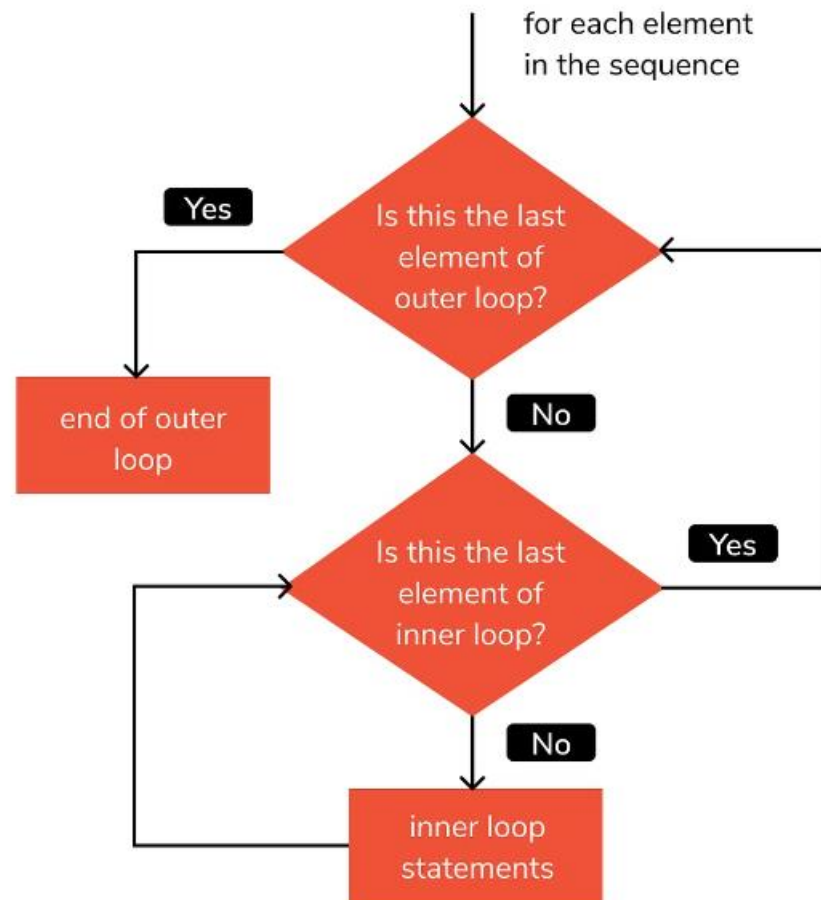 for each element
in the sequence
Is this the last
element of
outer loop?
Yes
end of outer
loop
No
Is this the last
element of
inner loop?
Yes
No
inner loop
statements